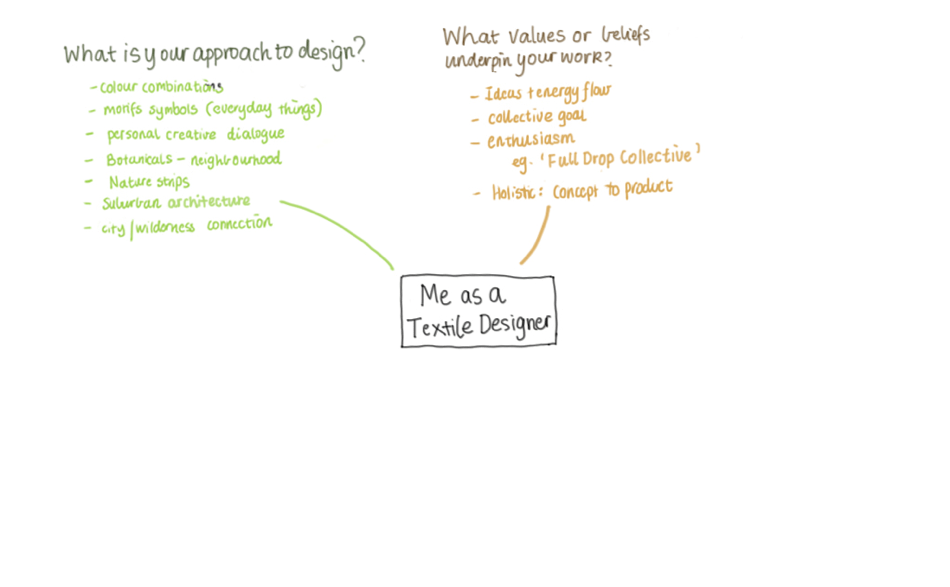 What is your approach to design?
- colour combinations
- motifs symbols (everyday things)
- personal creative dialogue
- Botanicals - neighbourhood
- Nature strips
- Suburban architecture
- city/wilderness connection
What values or beliefs
underpin your work?
- Ideas + energy flow
- collective goal
- enthusiasm
eg. 'Full Drop Collective'
- Holistic: Concept to product
Me as a
Textile Designer